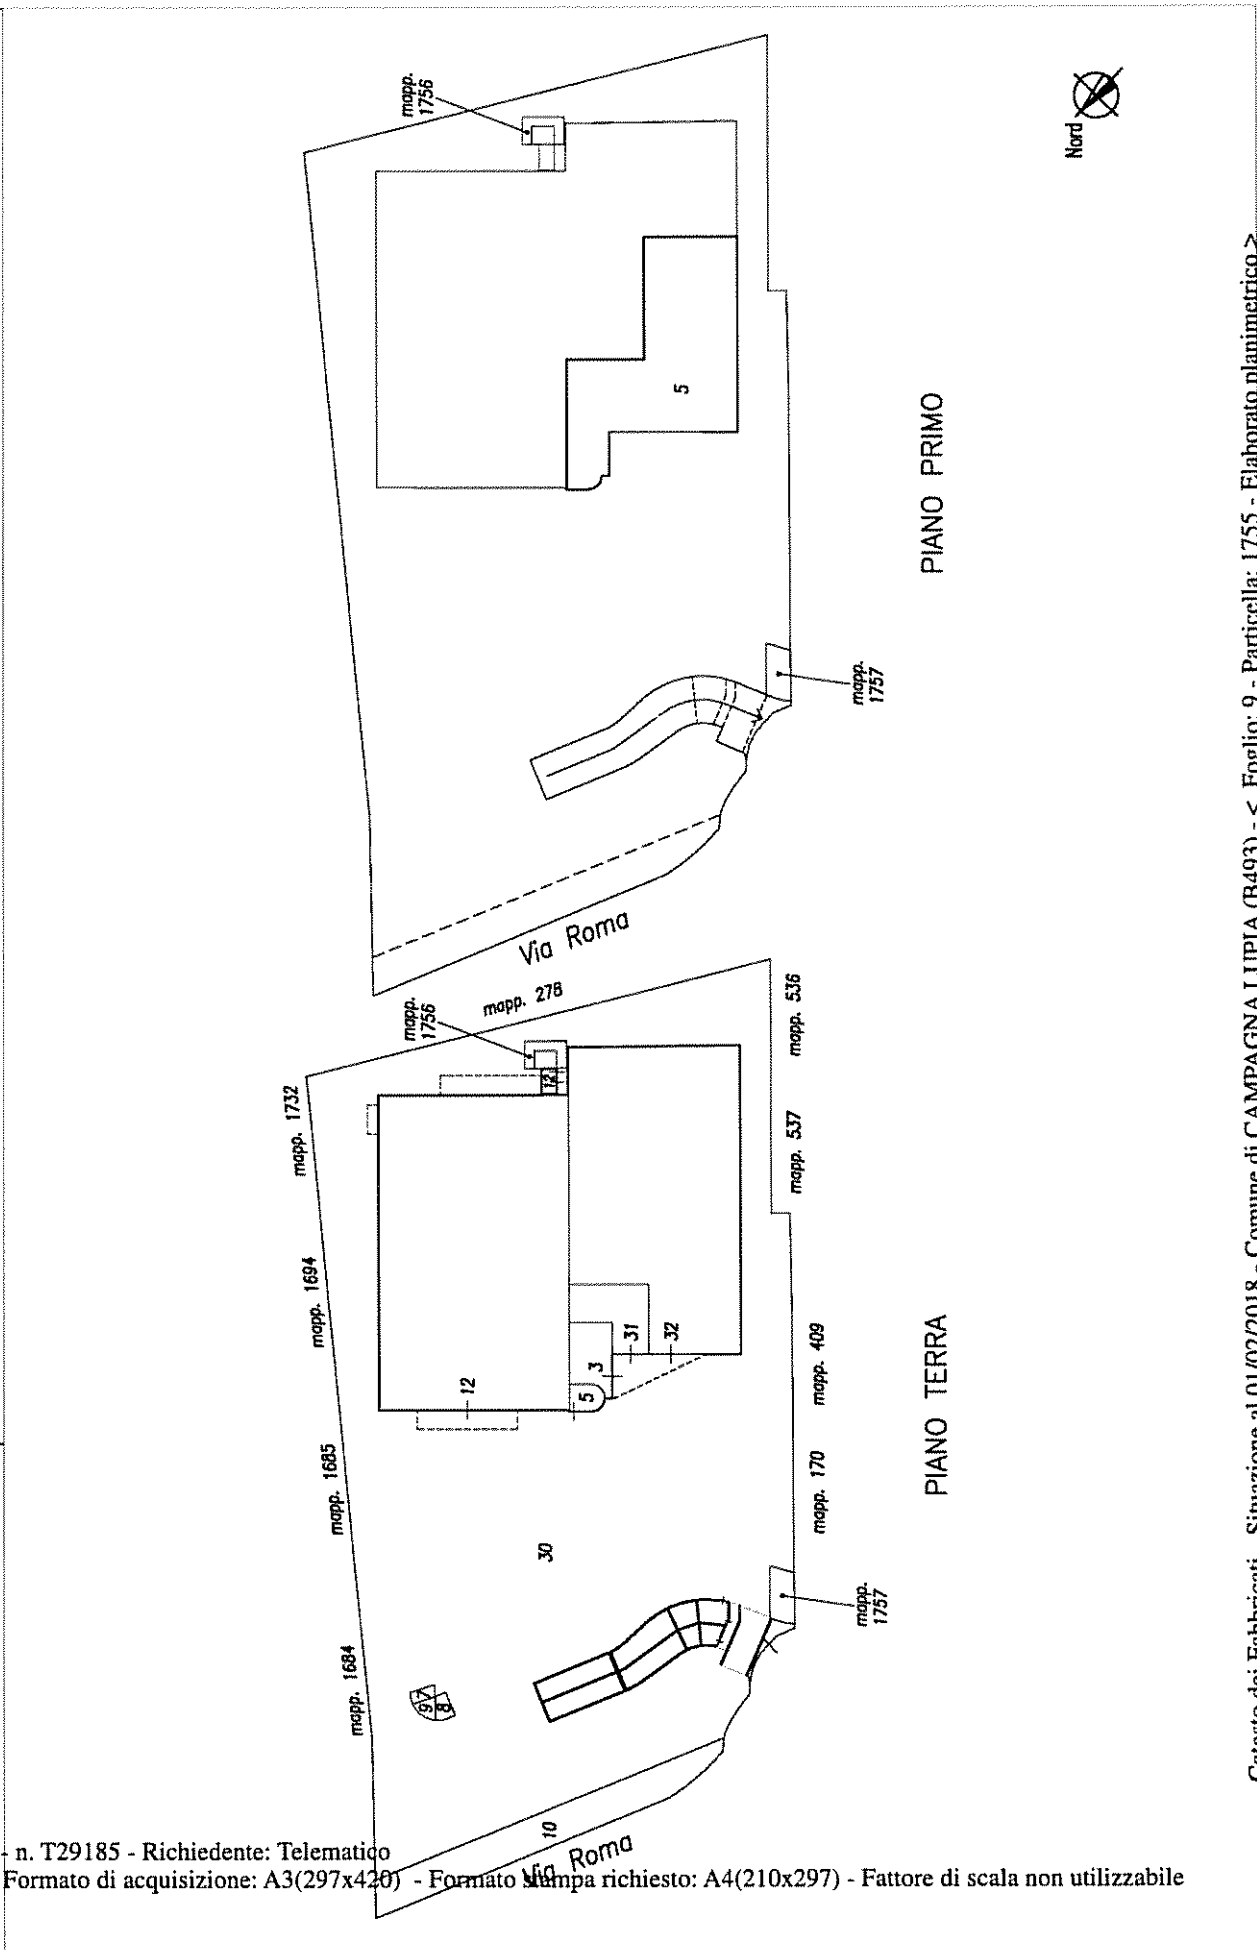 mapp.
1756
Nord
5
PIANO PRIMO
mapp.
1757
Via Roma
mapp. 278
mapp.
1756
mapp. 536
mapp. 1732
12
mapp. 537
mapp. 1694
31
32
3
5
12
mapp. 409
PIANO TERRA
mapp. 1685
mapp. 170
30
mapp.
1757
mapp. 1684
9
7
8
10
Via Roma
Catasto dei Fabbricati - Situazione al 01/02/2018 - Comune di CAMPAGNA LUPIA (B493) - < Foglio: 9 - Particella: 1755 - Elaborato planimetrico >
- n. T29185 - Richiedente: Telematico
Formato di acquisizione: A3(297x420) - Formato stampa richiesto: A4(210x297) - Fattore di scala non utilizzabile